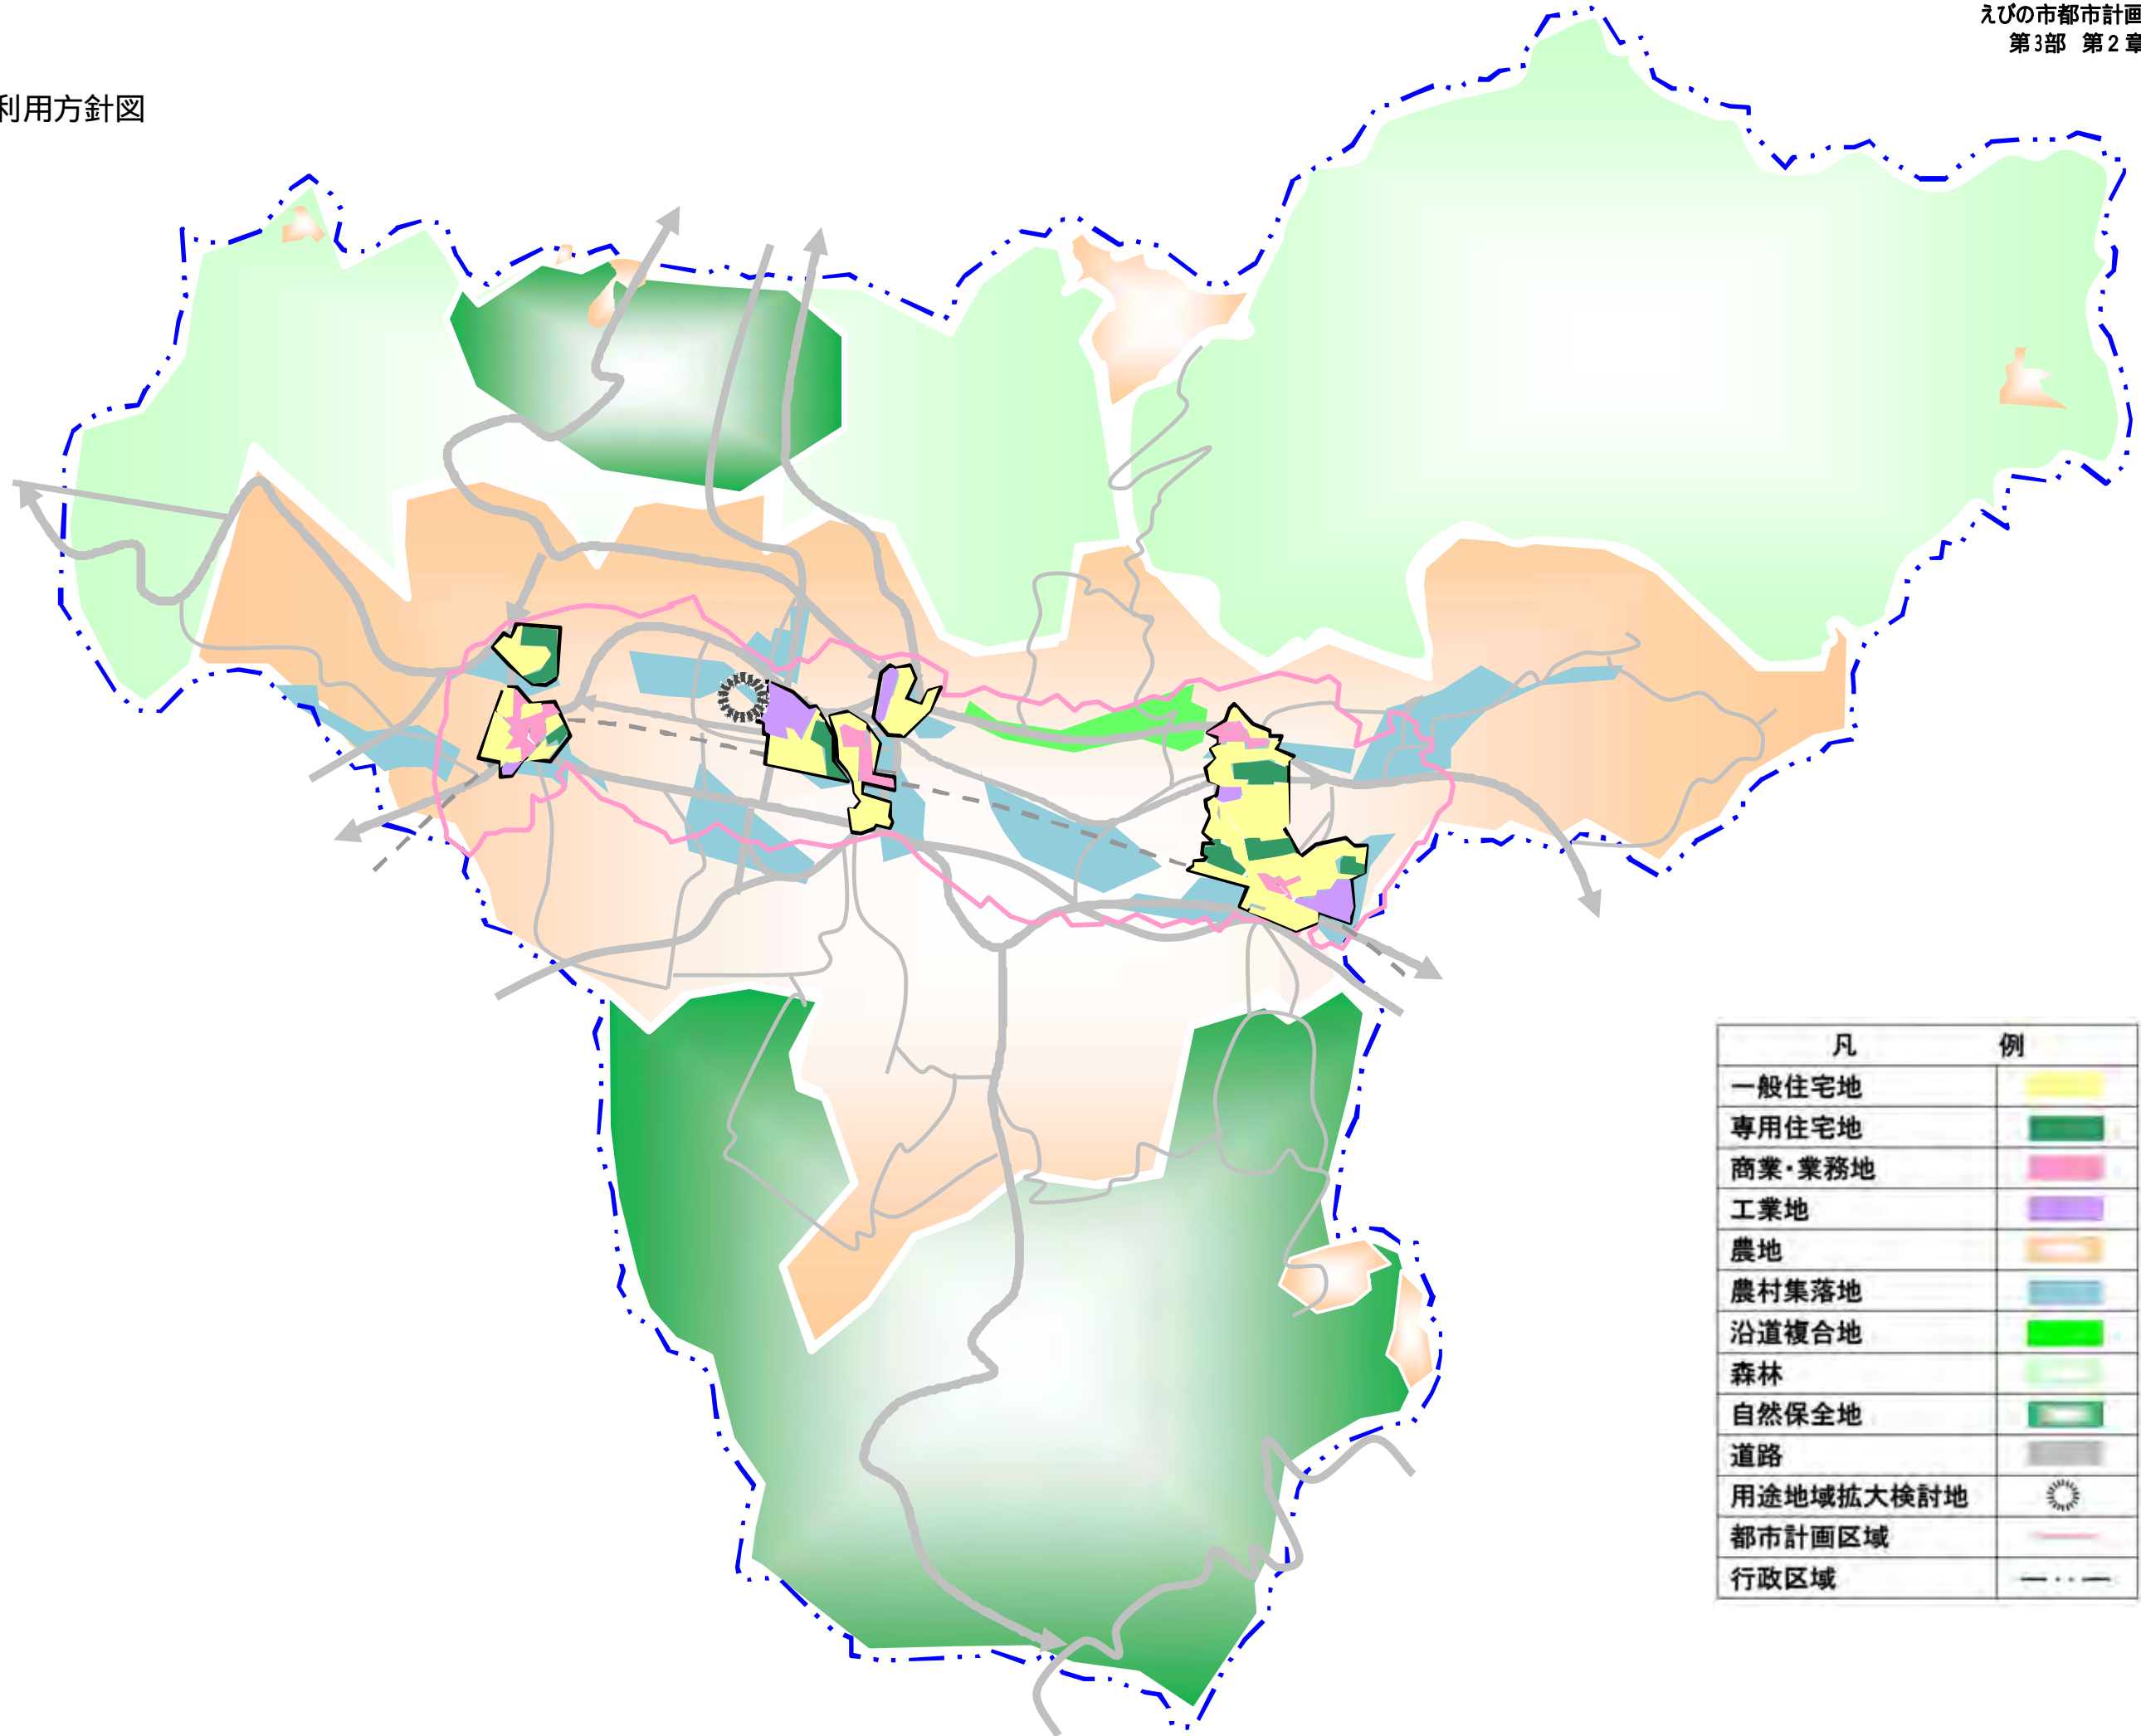 えびの市都市計画
第3部 第2章
利用方針図
凡 例
一般住宅地
専用住宅地
商業・業務地
工業地
農地
農村集落地
沿道複合地
森林
自然保全地
道路
用途地域拡大検討地
都市計画区域
行政区域